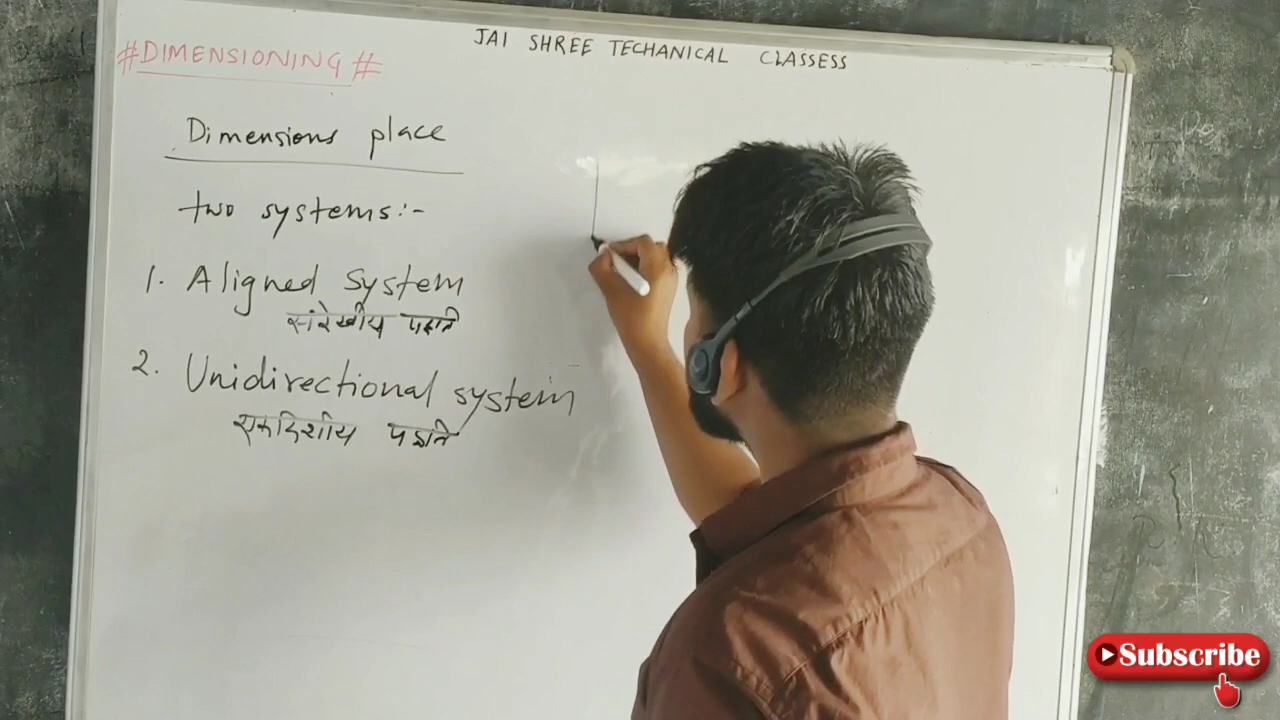 JAI SHREE TECHANICAL CLASSESS
#DIMENSIONING#
Dimensions place
two systems:-
1. Aligned System
सांरेखीय पद्धति
2. Unidirectional system
एकदिशीय पद्धति
Subscribe